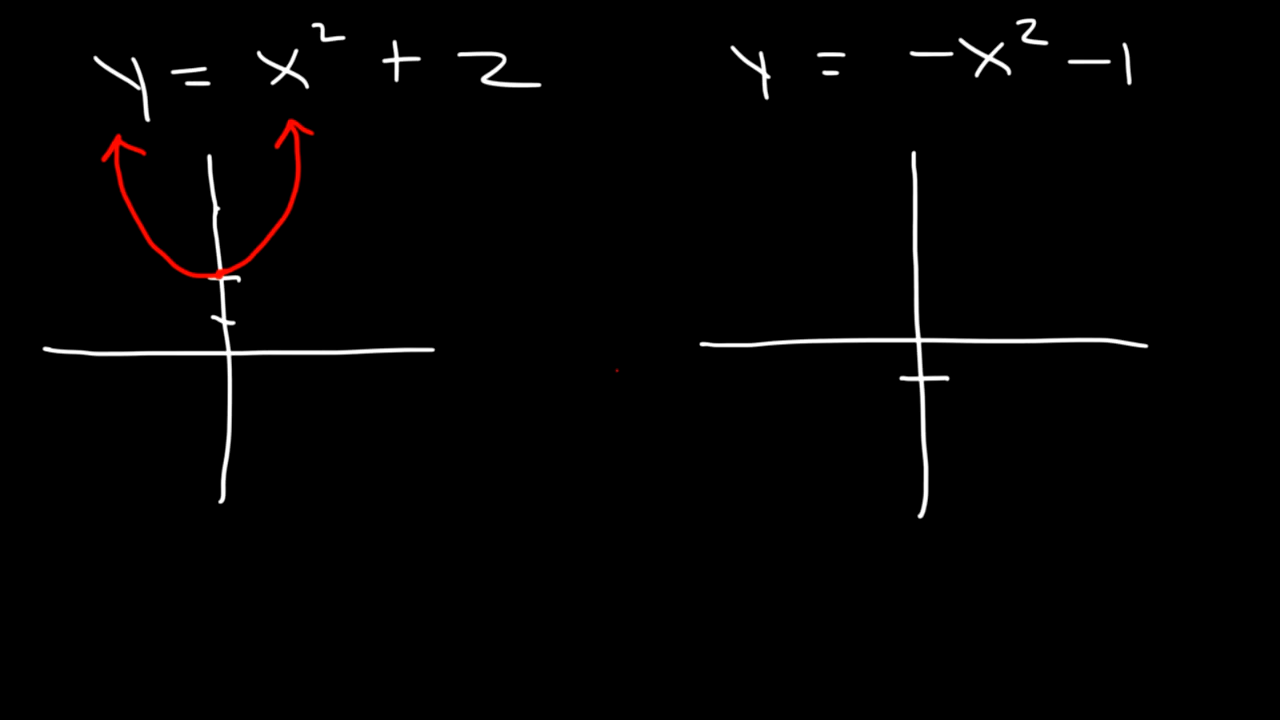 y = x² + 2
y = -x² - 1